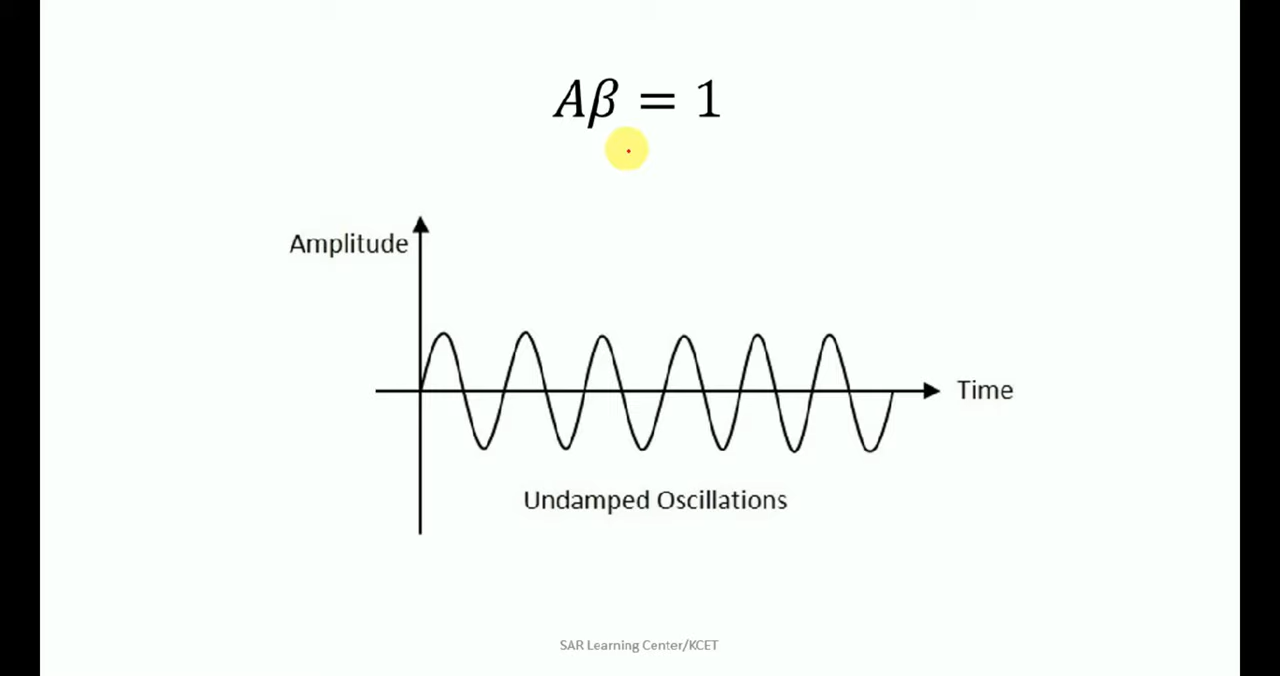 Aβ = 1
Amplitude
Time
Undamped Oscillations
SAR Learning Center/KCET